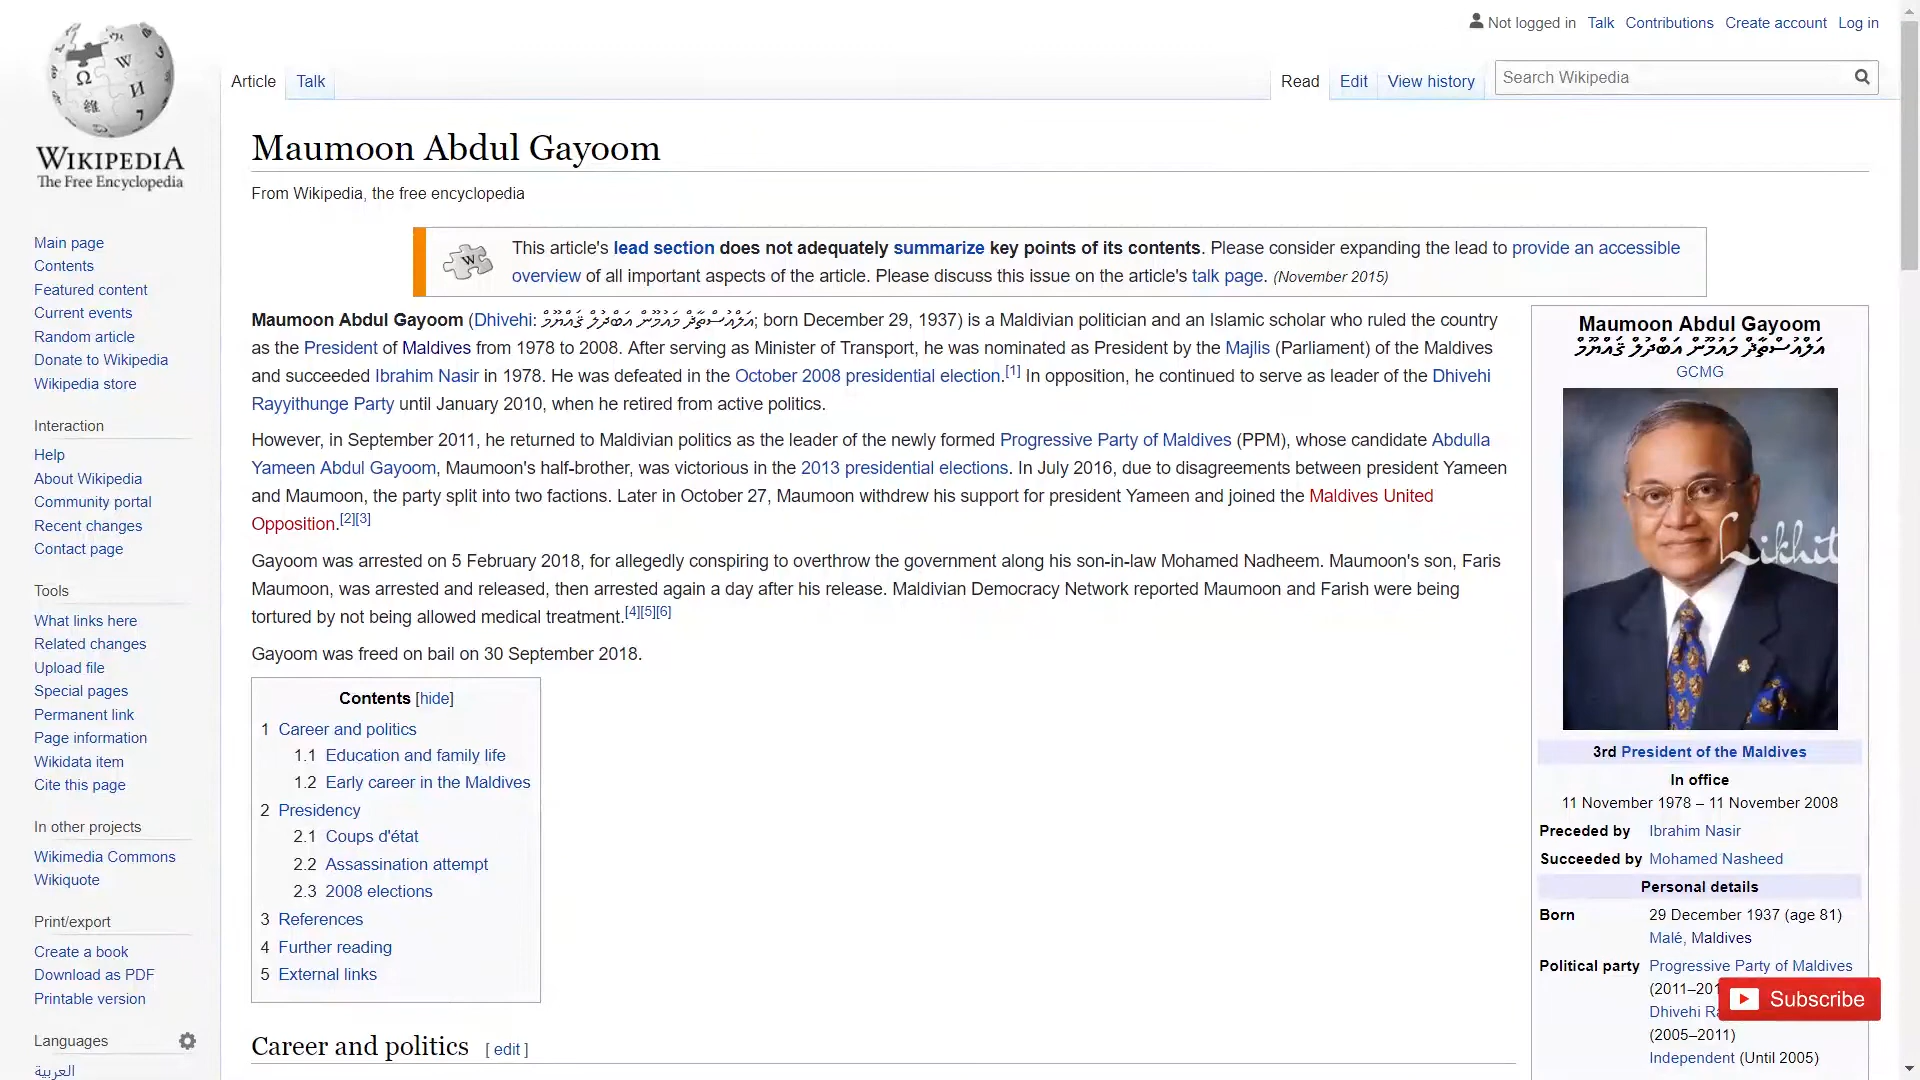 Not logged in Talk Contributions Create account Log in
Article Talk Read Edit View history Search Wikipedia
WIKIPEDIA
The Free Encyclopedia
Maumoon Abdul Gayoom
From Wikipedia, the free encyclopedia
This article's lead section does not adequately summarize key points of its contents. Please consider expanding the lead to provide an accessible
overview of all important aspects of the article. Please discuss this issue on the article's talk page. (November 2015)
Maumoon Abdul Gayoom (Dhivehi: އަލްއުސްތާޛް މައުމޫން އަބްދުލް ޤައްޔޫމް; born December 29, 1937) is a Maldivian politician and an Islamic scholar who ruled the country
as the President of Maldives from 1978 to 2008. After serving as Minister of Transport, he was nominated as President by the Majlis (Parliament) of the Maldives
and succeeded Ibrahim Nasir in 1978. He was defeated in the October 2008 presidential election.[1] In opposition, he continued to serve as leader of the Dhivehi
Rayyithunge Party until January 2010, when he retired from active politics.
However, in September 2011, he returned to Maldivian politics as the leader of the newly formed Progressive Party of Maldives (PPM), whose candidate Abdulla
Yameen Abdul Gayoom, Maumoon's half-brother, was victorious in the 2013 presidential elections. In July 2016, due to disagreements between president Yameen
and Maumoon, the party split into two factions. Later in October 27, Maumoon withdrew his support for president Yameen and joined the Maldives United
Opposition.[2][3]
Gayoom was arrested on 5 February 2018, for allegedly conspiring to overthrow the government along his son-in-law Mohamed Nadheem. Maumoon's son, Faris
Maumoon, was arrested and released, then arrested again a day after his release. Maldivian Democracy Network reported Maumoon and Farish were being
tortured by not being allowed medical treatment.[4][5][6]
Gayoom was freed on bail on 30 September 2018.
Contents [hide]
1 Career and politics
1.1 Education and family life
1.2 Early career in the Maldives
2 Presidency
2.1 Coups d'état
2.2 Assassination attempt
2.3 2008 elections
3 References
4 Further reading
5 External links
Career and politics [ edit ]
Maumoon Abdul Gayoom
އަލްއުސްތާޛް މައުމޫން އަބްދުލް ޤައްޔޫމް
GCMG
Likhit
3rd President of the Maldives
In office
11 November 1978 – 11 November 2008
Preceded by Ibrahim Nasir
Succeeded by Mohamed Nasheed
Personal details
Born 29 December 1937 (age 81)
Malé, Maldives
Political party Progressive Party of Maldives
(2011–201
Dhivehi Ra
(2005–2011)
Independent (Until 2005)
Subscribe
Main page
Contents
Featured content
Current events
Random article
Donate to Wikipedia
Wikipedia store
Interaction
Help
About Wikipedia
Community portal
Recent changes
Contact page
Tools
What links here
Related changes
Upload file
Special pages
Permanent link
Page information
Wikidata item
Cite this page
In other projects
Wikimedia Commons
Wikiquote
Print/export
Create a book
Download as PDF
Printable version
Languages
العربية